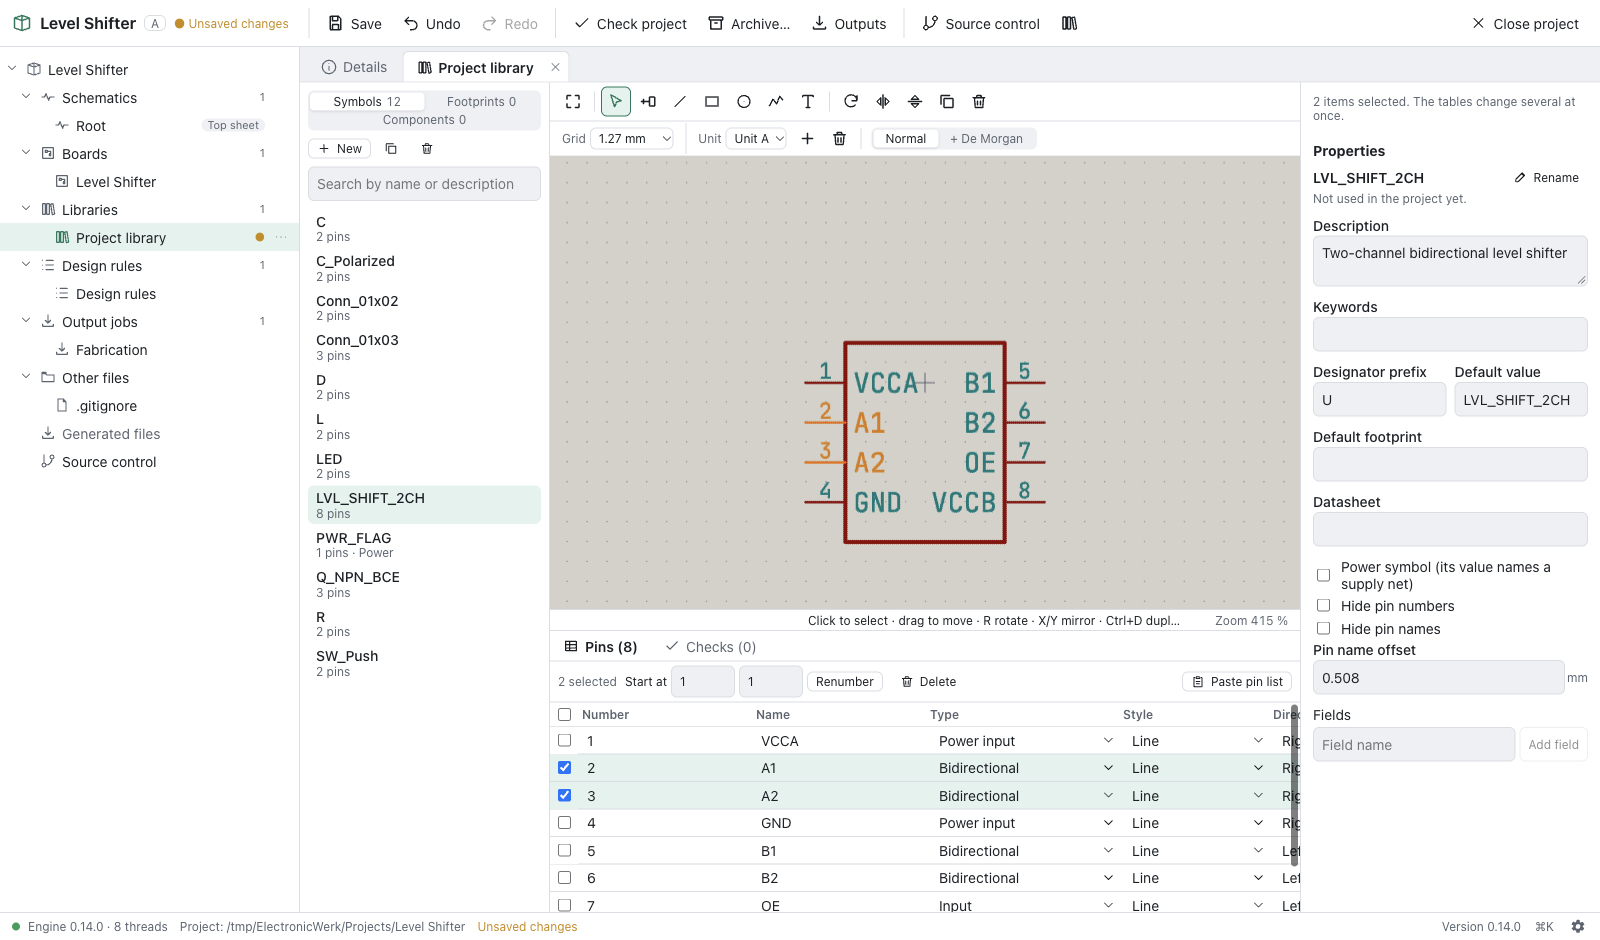 Level Shifter A Unsaved changes Save Undo Redo Check project Archive... Outputs Source control Close project
Level Shifter
Schematics 1
Root Top sheet
Boards 1
Level Shifter
Libraries 1
Project library ...
Design rules 1
Design rules
Output jobs 1
Fabrication
Other files
.gitignore
Generated files
Source control
Details Project library
Symbols 12 Footprints 0
Components 0
New
Search by name or description
C
2 pins
C_Polarized
2 pins
Conn_01x02
2 pins
Conn_01x03
3 pins
D
2 pins
L
2 pins
LED
2 pins
LVL_SHIFT_2CH
8 pins
PWR_FLAG
1 pins · Power
Q_NPN_BCE
3 pins
R
2 pins
SW_Push
2 pins
Grid 1.27 mm Unit Unit A Normal + De Morgan
1 VCCA B1 5
2 A1 B2 6
3 A2 OE 7
4 GND VCCB 8
Click to select · drag to move · R rotate · X/Y mirror · Ctrl+D dupl... Zoom 415 %
Pins (8) Checks (0)
2 selected Start at 1 1 Renumber Delete Paste pin list
Number Name Type Style Direc
1 VCCA Power input Line Rig
2 A1 Bidirectional Line Rig
3 A2 Bidirectional Line Rig
4 GND Power input Line Rig
5 B1 Bidirectional Line Lef
6 B2 Bidirectional Line Lef
7 OE Input Line Lef
2 items selected. The tables change several at
once.
Properties
LVL_SHIFT_2CH Rename
Not used in the project yet.
Description
Two-channel bidirectional level shifter
Keywords
Designator prefix Default value
U LVL_SHIFT_2CH
Default footprint
Datasheet
Power symbol (its value names a
supply net)
Hide pin numbers
Hide pin names
Pin name offset
0.508 mm
Fields
Field name Add field
Engine 0.14.0 · 8 threads Project: /tmp/ElectronicWerk/Projects/Level Shifter Unsaved changes Version 0.14.0 ⌘K